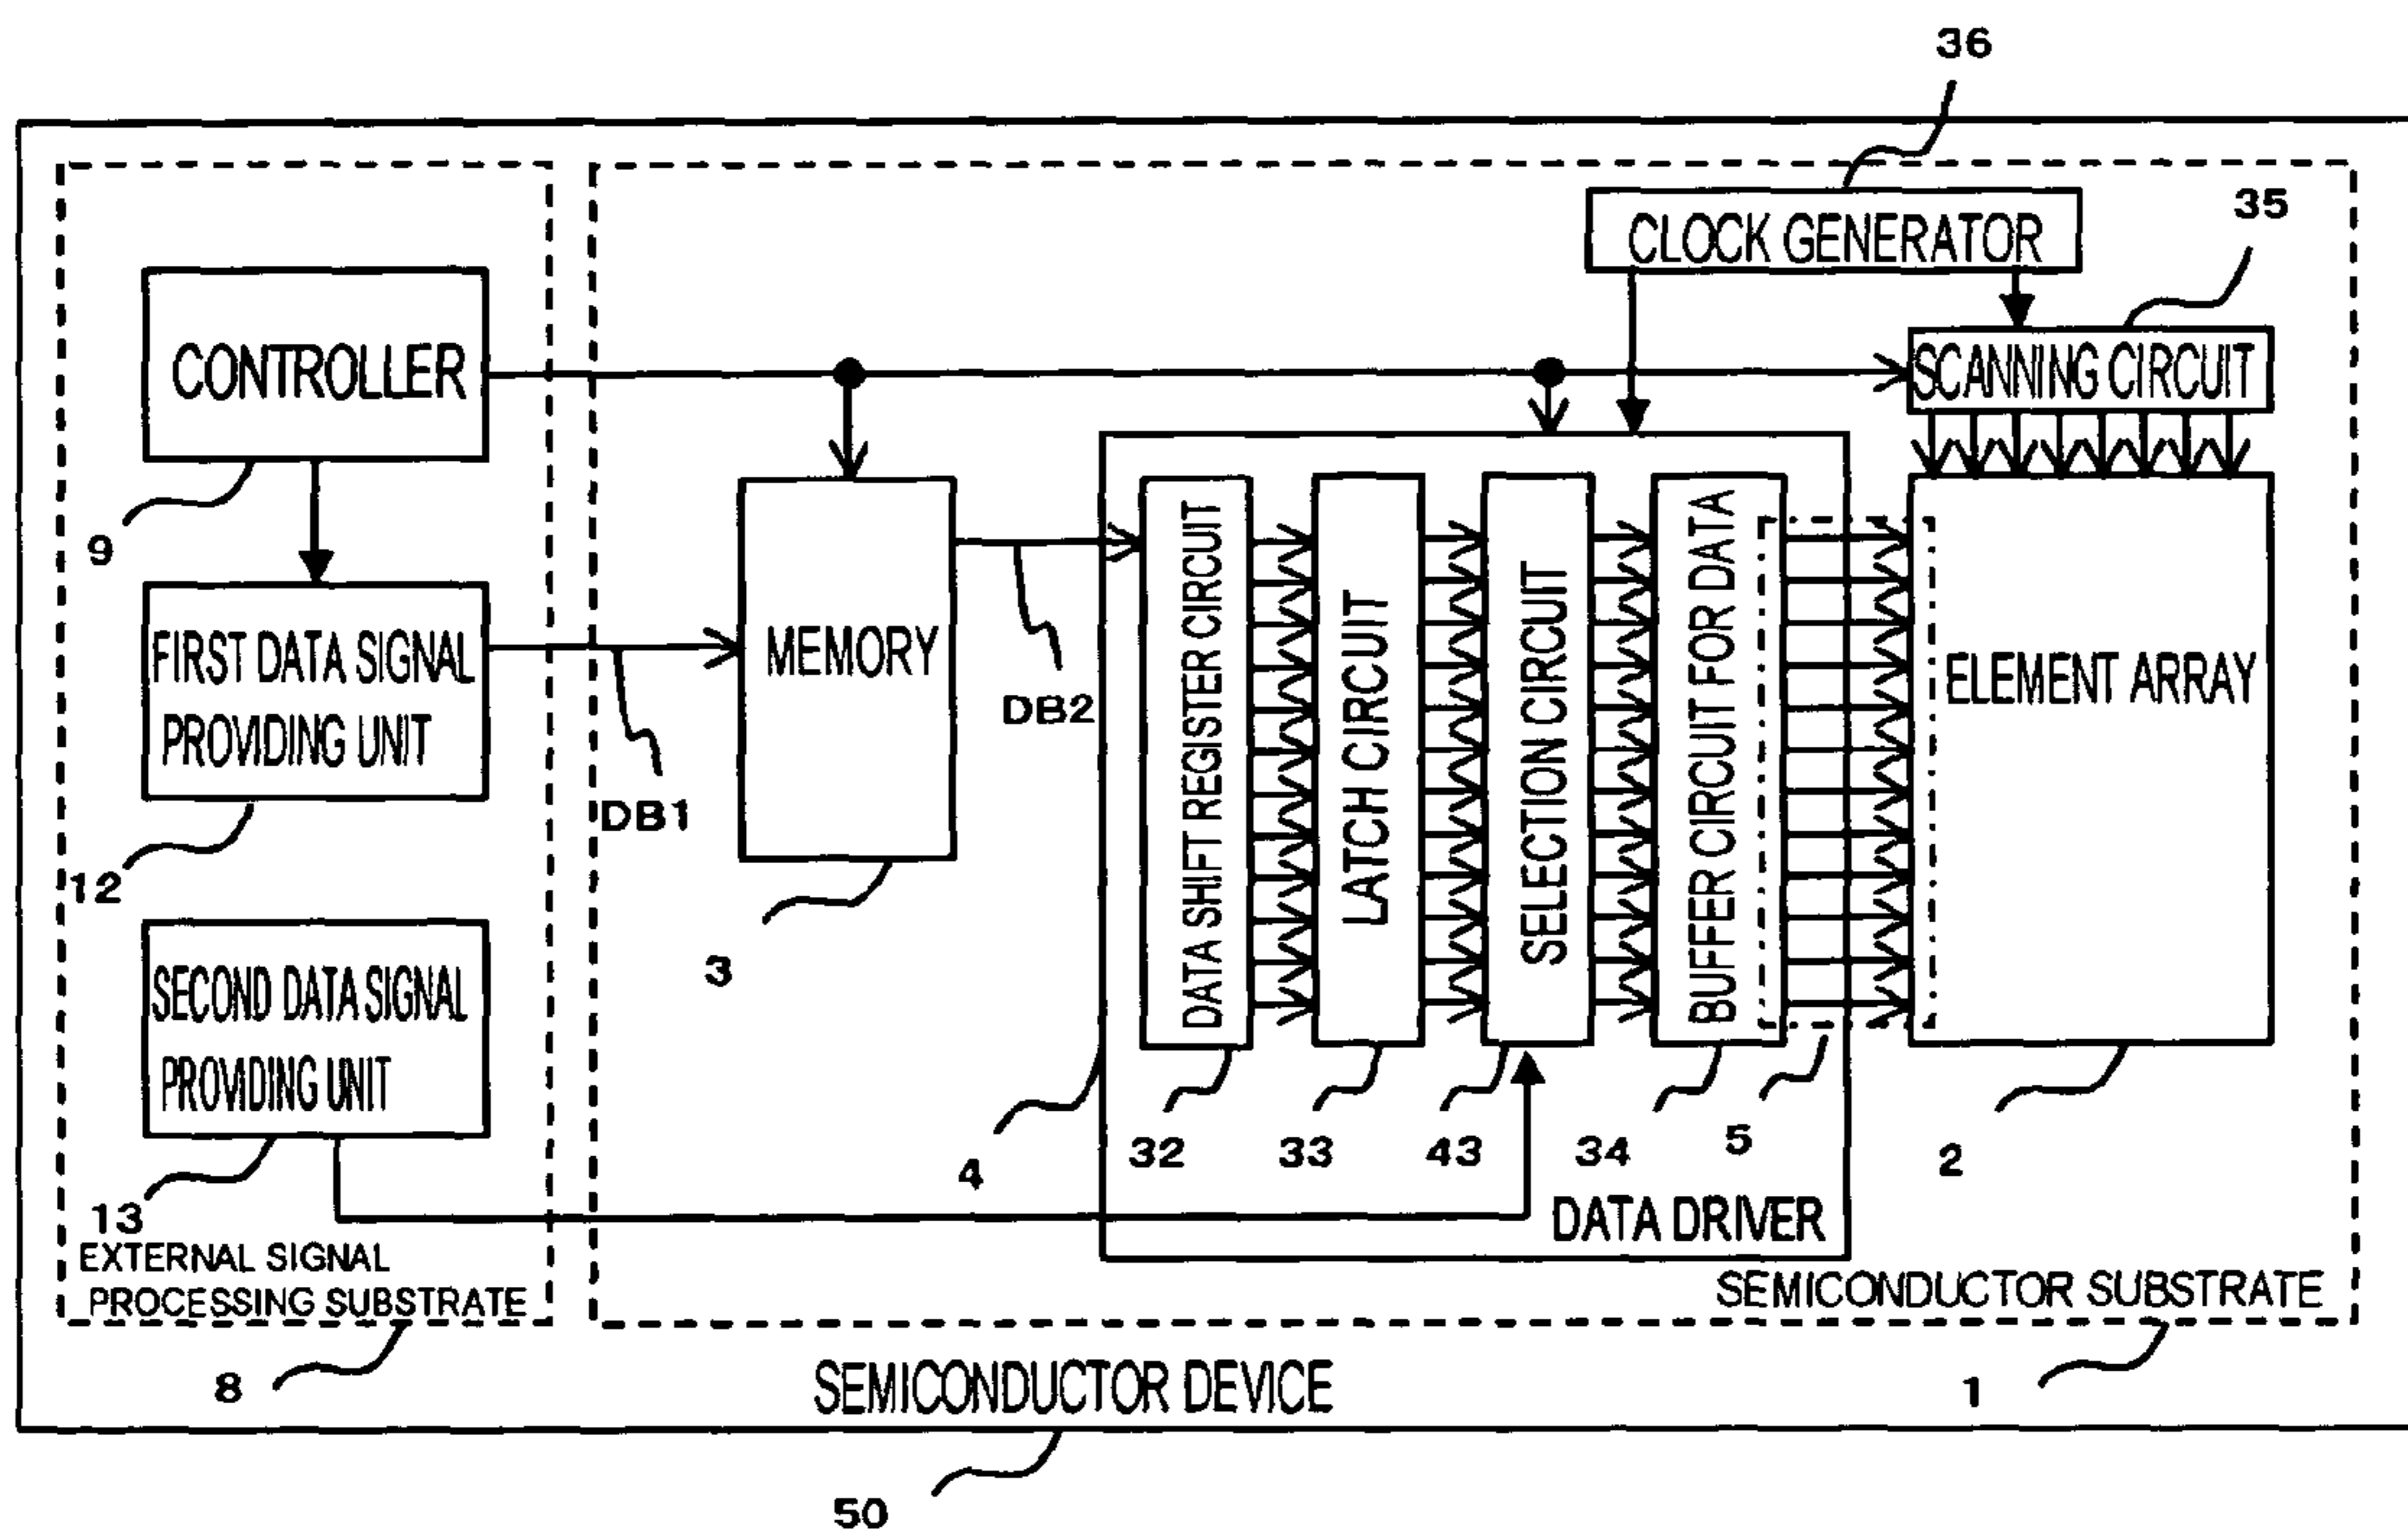 36
35
CLOCK GENERATOR
CONTROLLER
SCANNING CIRCUIT
9
FIRST DATA SIGNAL
PROVIDING UNIT
12
DB1
MEMORY
3
DB2
DATA SHIFT REGISTER CIRCUIT
LATCH CIRCUIT
SELECTION CIRCUIT
BUFFER CIRCUIT FOR DATA
ELEMENT ARRAY
SECOND DATA SIGNAL
PROVIDING UNIT
13
4
32
33
43
34
5
2
DATA DRIVER
EXTERNAL SIGNAL
PROCESSING SUBSTRATE
SEMICONDUCTOR SUBSTRATE
8
SEMICONDUCTOR DEVICE
1
50